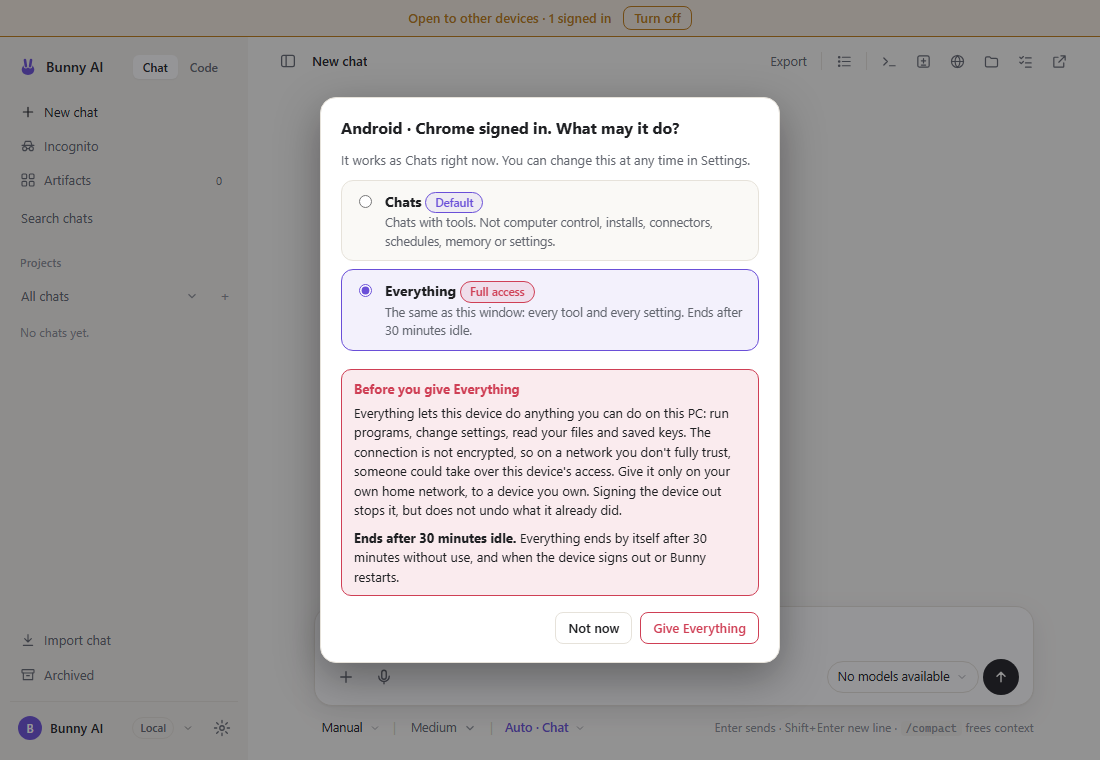 Open to other devices · 1 signed in
Turn off
Bunny AI
Chat
Code
New chat
Export
New chat
Incognito
Artifacts
0
Search chats
Projects
All chats
No chats yet.
Android · Chrome signed in. What may it do?
It works as Chats right now. You can change this at any time in Settings.
Chats Default
Chats with tools. Not computer control, installs, connectors,
schedules, memory or settings.
Everything Full access
The same as this window: every tool and every setting. Ends after
30 minutes idle.
Before you give Everything
Everything lets this device do anything you can do on this PC: run
programs, change settings, read your files and saved keys. The
connection is not encrypted, so on a network you don't fully trust,
someone could take over this device's access. Give it only on your
own home network, to a device you own. Signing the device out
stops it, but does not undo what it already did.
Ends after 30 minutes idle. Everything ends by itself after 30
minutes without use, and when the device signs out or Bunny
restarts.
Not now
Give Everything
Import chat
Archived
No models available
B
Bunny AI
Local
Manual
Medium
Auto · Chat
Enter sends · Shift+Enter new line · /compact frees context